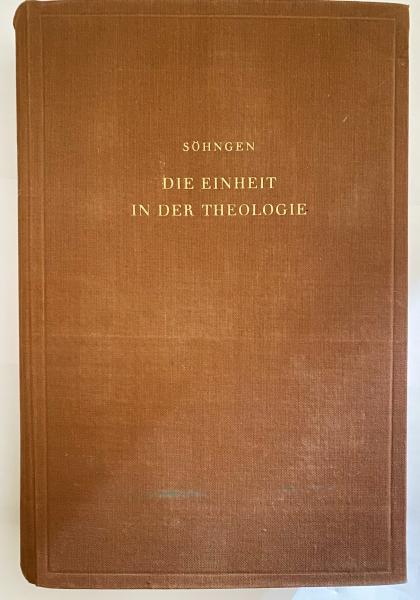 SÖHNGEN
DIE EINHEIT
IN DER THEOLOGIE